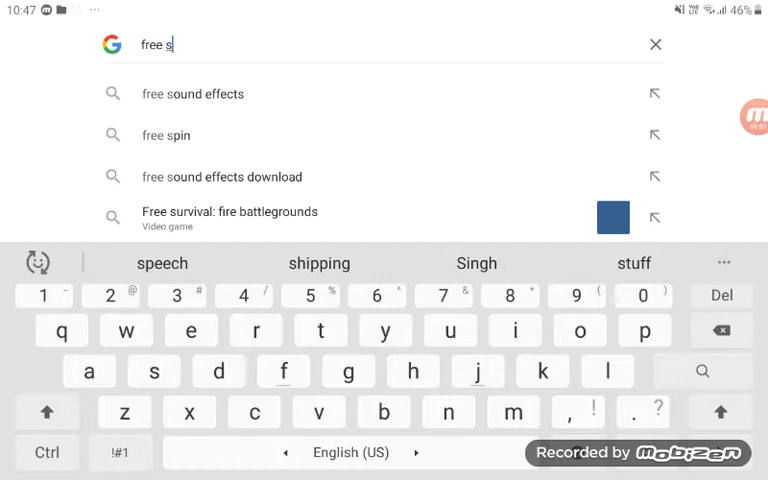 10:47 46%
free s
free sound effects
free spin
free sound effects download
Free survival: fire battlegrounds
Video game
speech shipping Singh stuff
1 - 2 @ 3 # 4 / 5 % 6 ^ 7 & 8 * 9 ( 0 ) Del
q w e r t y u i o p
a s d f g h j k l
z x c v b n m , ! . ?
Ctrl !#1 English (US) Recorded by mobizen